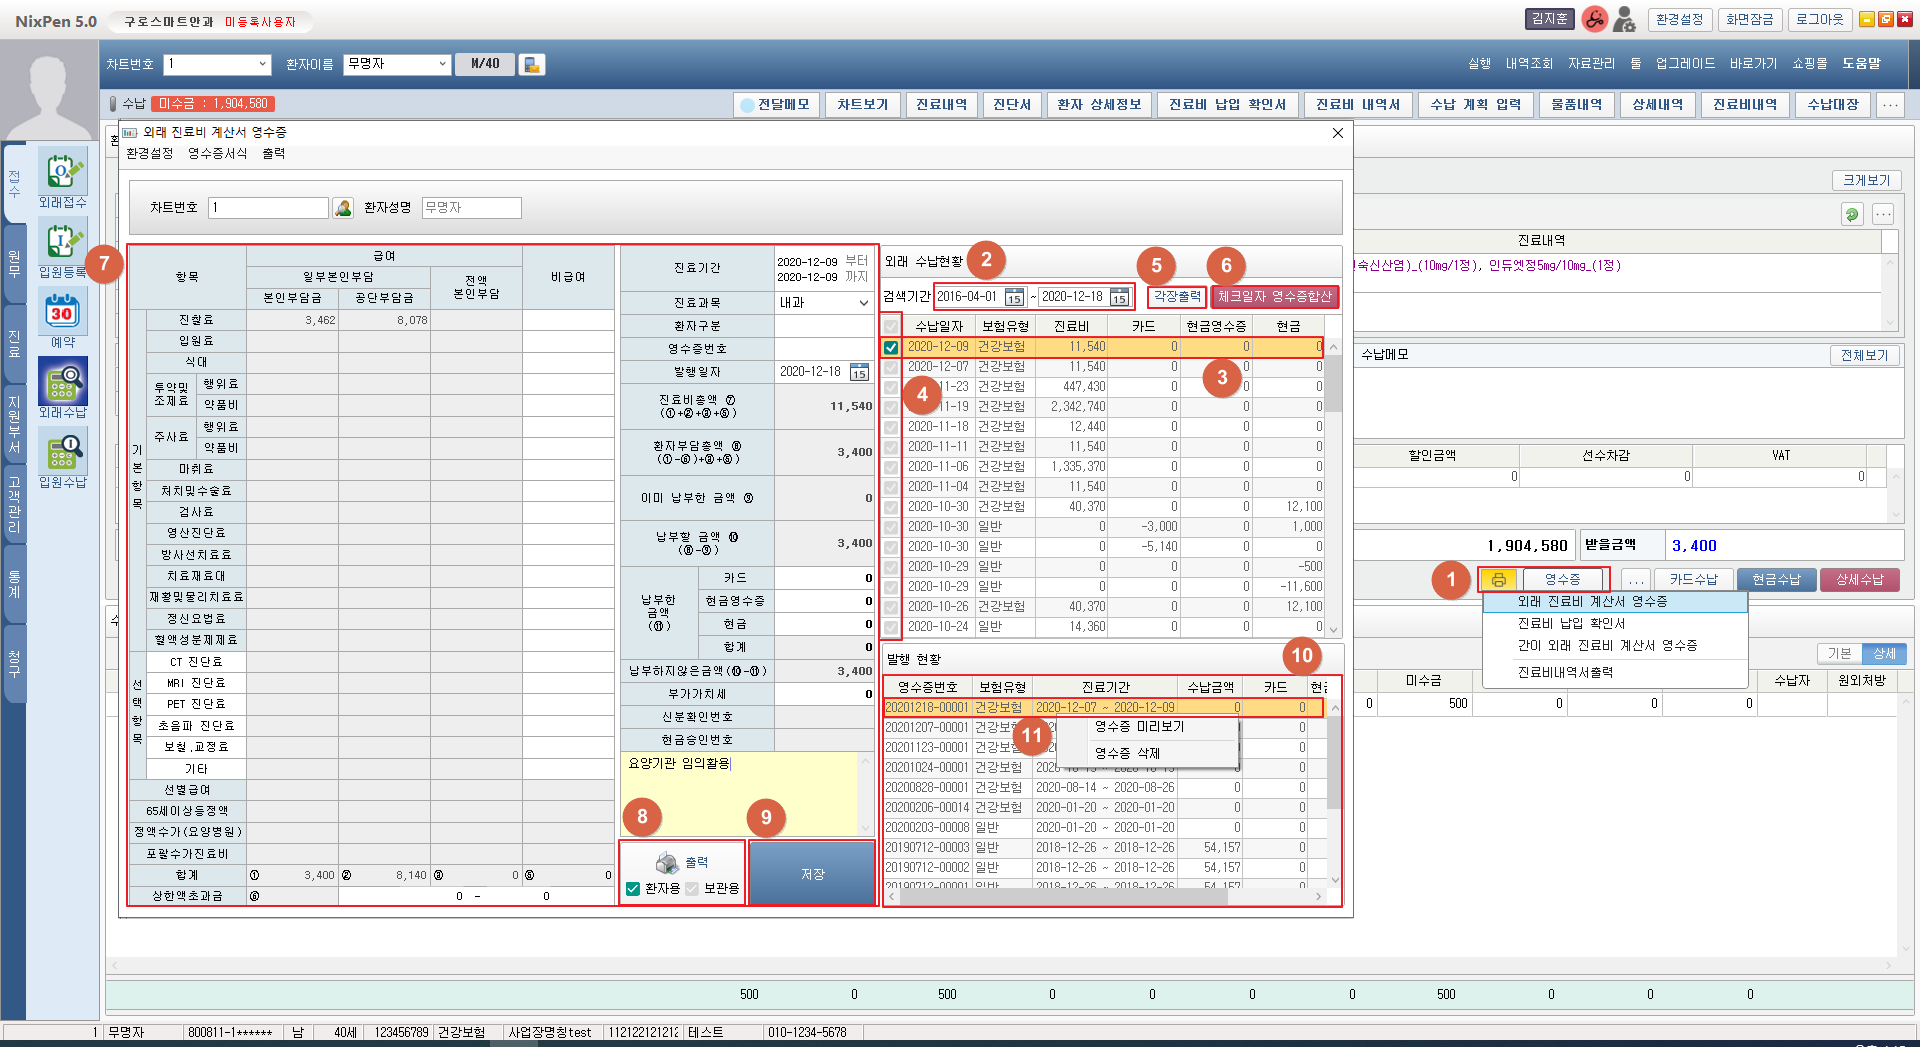 NixPen 5.0 구로스마트안과 미등록사용자 김지훈 환경설정 화면잠금 로그아웃
차트번호 1 환자이름 무명자 M/40 실행 내역조회 자료관리 툴 업그레이드 바로가기 쇼핑몰 도움말
수납 미수금 : 1,904,580 전달메모 차트보기 진료내역 진단서 환자 상세정보 진료비 납입 확인서 진료비 내역서 수납 계획 입력 물품내역 상세내역 진료비내역 수납대장 ...
접수
원무
진료
지원부서
고객관리
통계
청구
외래접수
입원등록
30
예약
외래수납
입원수납
외래 진료비 계산서 영수증
환경설정 영수증서식 출력
차트번호 1 환자성명 무명자
7
항목 급여 비급여
일부본인부담 전액 본인부담
본인부담금 공단부담금
기본항목
진찰료 3,462 8,078
입원료
식대
투약및 조제료 행위료
약품비
주사료 행위료
약품비
마취료
처치및수술료
검사료
영산진단료
방사선치료료
치료재료대
재활및물리치료료
정신요법료
혈액성분제제료
선택항목
CT 진단료
MRI 진단료
PET 진단료
초음파 진단료
보철,교정료
기타
선별급여
65세이상등정액
정액수가(요양병원)
포괄수가진료비
합계 ① 3,400 ② 8,140 ③ 0 ⑤ 0
상한액초과금 ⑥ 0 - 0
진료기간 2020-12-09 부터
2020-12-09 까지
진료과목 내과
환자구분
영수증번호
발행일자 2020-12-18 15
진료비총액 ⑦
(①+②+③+⑤) 11,540
환자부담총액 ⑧
(①-⑥)+③+⑤) 3,400
이미 납부한 금액 ⑨ 0
납부할 금액 ⑩
(⑧-⑨) 3,400
납부한 금액 (⑪)
카드 0
현금영수증 0
현금 0
합계 0
납부하지않은금액(⑩-⑪) 3,400
부가가치세 0
신분확인번호
현금승인번호
요양기관 임의활용
8
출력
환자용 보관용
9
저장
외래 수납현황 2 5 6
검색기간 2016-04-01 15 ~ 2020-12-18 15 각장출력 체크일자 영수증합산
수납일자 보험유형 진료비 카드 현금영수증 현금
2020-12-09 건강보험 11,540 0 0 0
2020-12-07 건강보험 11,540 0 0 0
11-23 건강보험 447,430 0 0 0
11-19 건강보험 2,342,740 0 0 0
2020-11-18 건강보험 12,440 0 0 0
2020-11-11 건강보험 11,540 0 0 0
2020-11-06 건강보험 1,335,370 0 0 0
2020-11-04 건강보험 11,540 0 0 0
2020-10-30 건강보험 40,370 0 0 12,100
2020-10-30 일반 0 -3,000 0 1,000
2020-10-30 일반 0 -5,140 0 0
2020-10-29 일반 0 0 0 -500
2020-10-29 일반 0 0 0 -11,600
2020-10-26 건강보험 40,370 0 0 12,100
2020-10-24 일반 14,360 0 0 0
3
4
발행 현황 10
영수증번호 보험유형 진료기간 수납금액 카드
20201218-00001 건강보험 2020-12-07 ~ 2020-12-09 0 0
20201207-00001 건강보험 0
20201123-00001 건강보험 0
20201024-00001 건강보험 0
20200828-00001 건강보험 2020-08-14 ~ 2020-08-26 0 0
20200206-00014 건강보험 2020-01-20 ~ 2020-01-20 0 0
20200203-00008 일반 2020-01-20 ~ 2020-01-20 0 0
20190712-00003 일반 2018-12-26 ~ 2018-12-26 54,157 0
20190712-00002 일반 2018-12-26 ~ 2018-12-26 54,157 0
20190712-00001 일반 2018-12-26 ~ 2018-12-26 54,157 0
11
영수증 미리보기
영수증 삭제
크게보기
...
진료내역
신숙신산염)_(10mg/1정), 인듀엣정5mg/10mg_(1정)
수납메모 전체보기
할인금액 선수차감 VAT
0 0 0
1,904,580 받을금액 3,400
1 영수증 ... 카드수납 현금수납 상세수납
외래 진료비 계산서 영수증
진료비 납입 확인서
간이 외래 진료비 계산서 영수증
진료비내역서출력
기본 상세
미수금 수납자 원외처방
0 500 0 0 0
500 0 500 0 0 0 0 500 0 0
1 무명자 800811-1****** 남 40세 123456789 건강보험 사업장명칭test 테스트 010-1234-5678